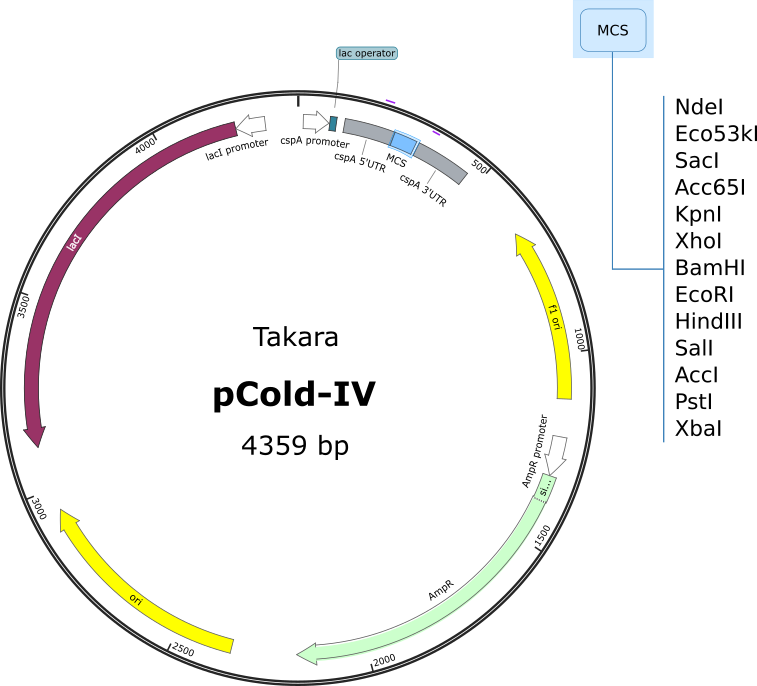 MCS
NdeI
Eco53kI
SacI
Acc65I
KpnI
XhoI
BamHI
EcoRI
HindIII
SalI
AccI
PstI
XbaI
lac operator
lacI promoter
cspA promoter
cspA 5'UTR
MCS
cspA 3'UTR
500
4000
lacI
3500
f1 ori
1000
Takara
pCold-IV
4359 bp
AmpR promoter
si...
1500
AmpR
3000
ori
2500
2000